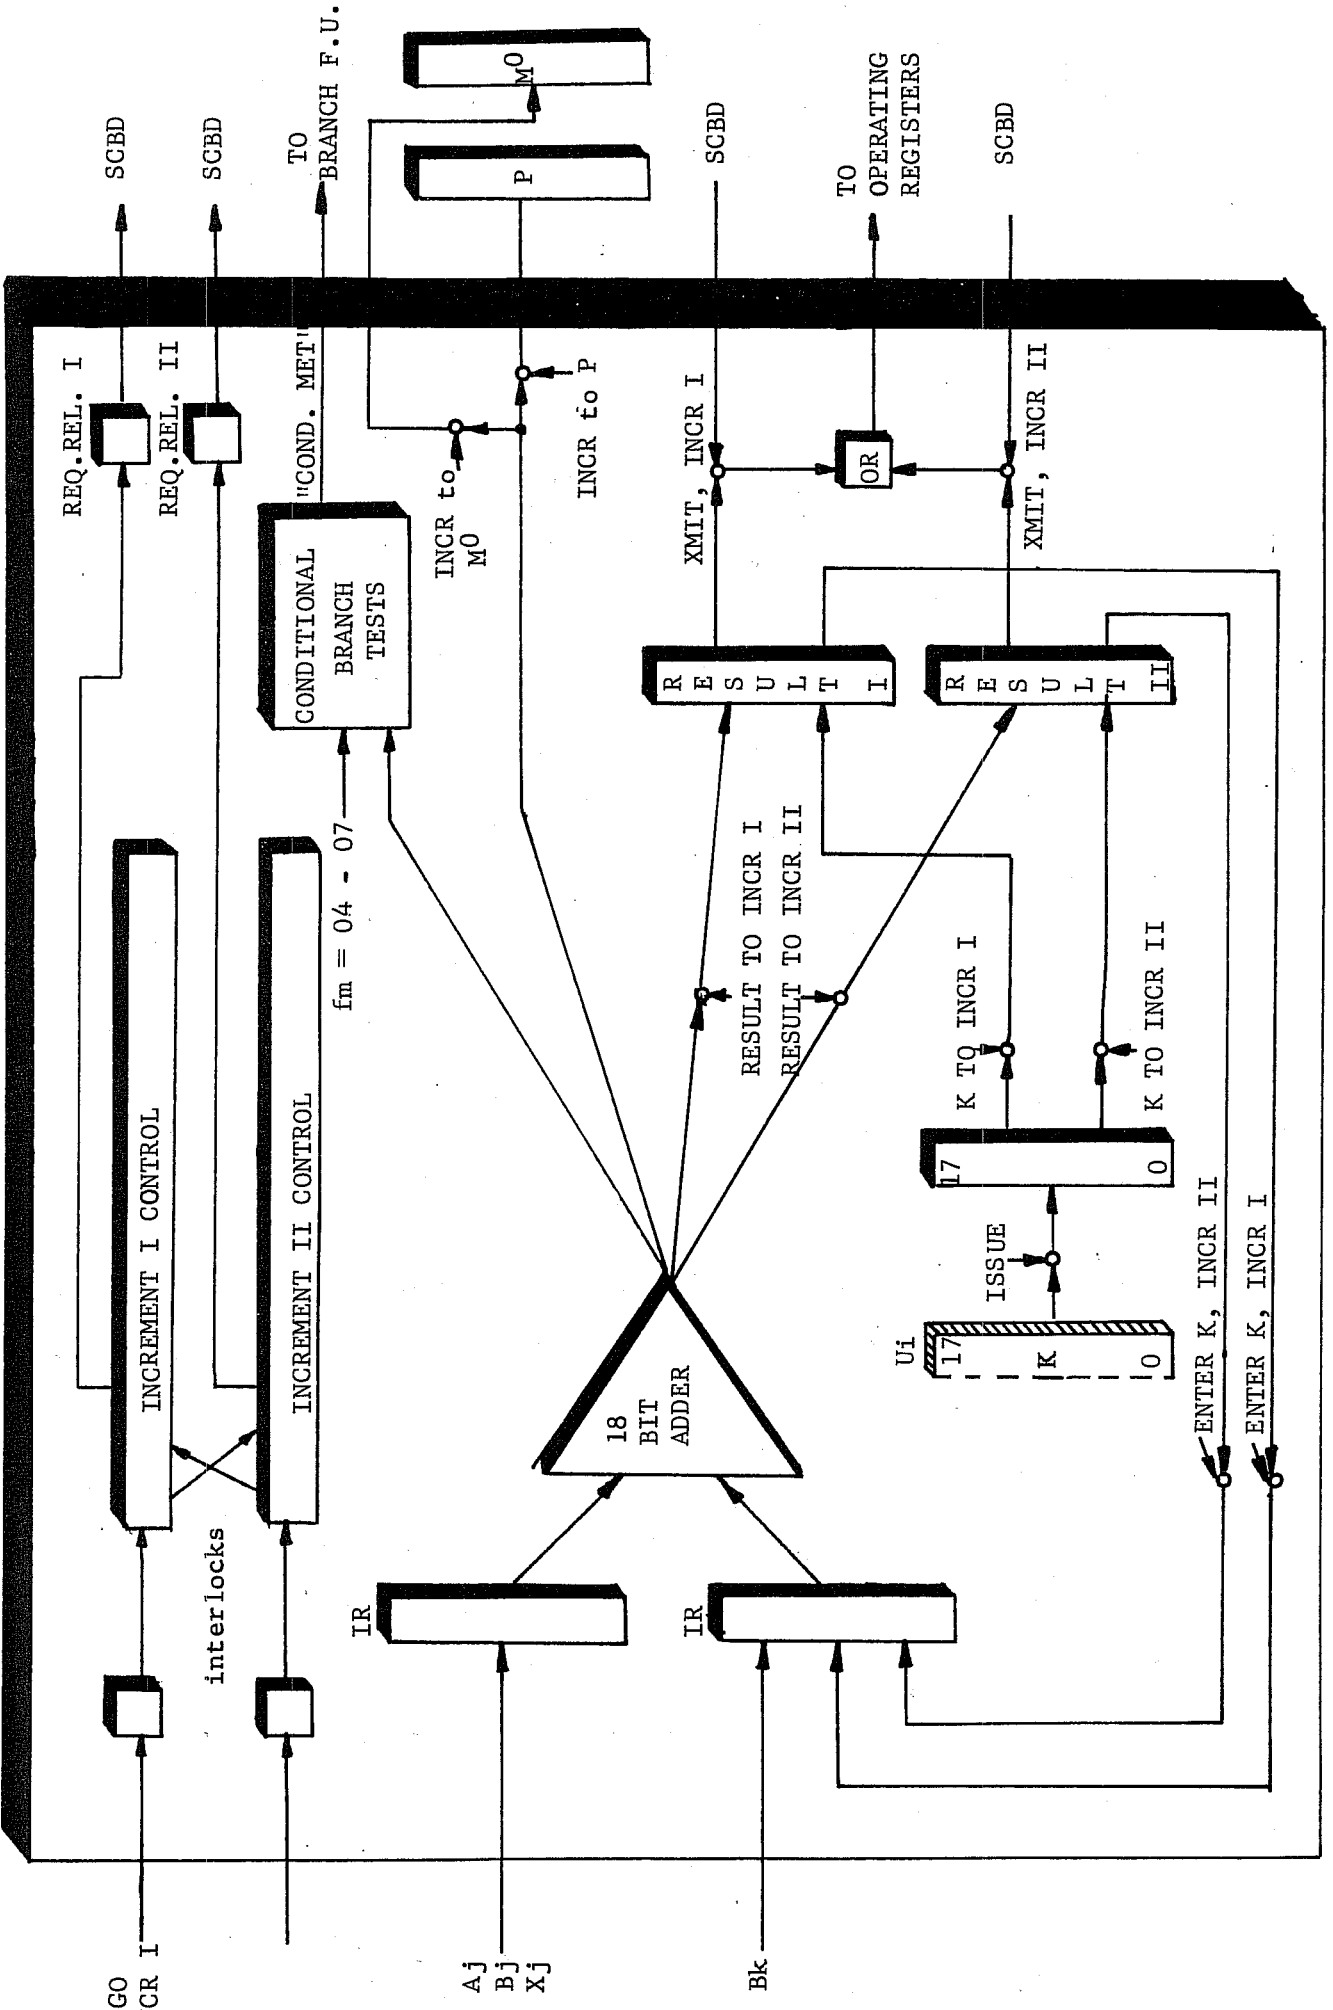 GO
CR I
interlocks
INCREMENT I CONTROL
INCREMENT II CONTROL
REQ.REL. I
REQ.REL. II
SCBD
SCBD
TO
BRANCH F.U.
"COND. MET"
CONDITIONAL
BRANCH
TESTS
fm = 04 - 07
INCR to
M⁰
INCR to P
P
M⁰
Aj
Bj
Xj
IR
Bk
IR
18
BIT
ADDER
RESULT TO INCR I
RESULT TO INCR II
RESULT I
RESULT II
XMIT, INCR I
XMIT, INCR II
OR
SCBD
TO
OPERATING
REGISTERS
SCBD
Ui
17
K
0
ISSUE
17
0
K TO INCR I
K TO INCR II
ENTER K, INCR II
ENTER K, INCR I